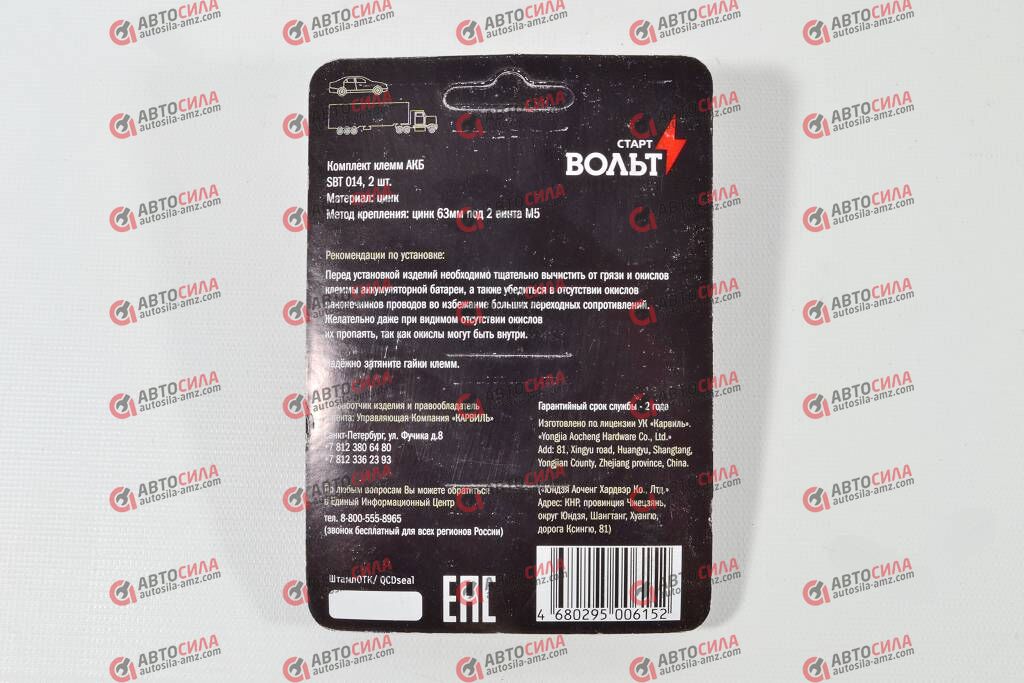 СТАРТ
ВОЛЬТ
Комплект клемм АКБ
SBT 014, 2 шт.
Материал: цинк
Метод крепления: цинк 63мм под 2 винта М5
Рекомендации по установке:
Перед установкой изделий необходимо тщательно вычистить от грязи и окислов
клеммы аккумуляторной батареи, а также убедиться в отсутствии окислов
наконечников проводов во избежание больших переходных сопротивлений.
Желательно даже при видимом отсутствии окислов
их пропаять, так как окислы могут быть внутри.
Надёжно затяните гайки клемм.
Разработчик изделия и правообладатель
патента: Управляющая Компания «КАРВИЛЬ»
Санкт-Петербург, ул. Фучика д.8
+7 812 380 64 80
+7 812 336 23 93
По любым вопросам Вы можете обратиться
в Единый Информационный Центр
тел. 8-800-555-8965
(звонок бесплатный для всех регионов России)
ШтампОТК/ QCDseal
EAC
Гарантийный срок службы - 2 года
Изготовлено по лицензии УК «Карвиль».
«Yongjia Aocheng Hardware Co., Ltd.»
Add: 81, Xingyu road, Huangyu, Shangtang,
Yongjian County, Zhejiang province, China.
(«Юндзя Аоченг Хардвэр Ко., Лтд.»
Адрес: КНР, провинция Чжецзянь,
округ Юндзя, Шангтанг, Хуангю,
дорога Ксингю, 81)
4 680295 006152
АВТОСИЛА
autosila-amz.com